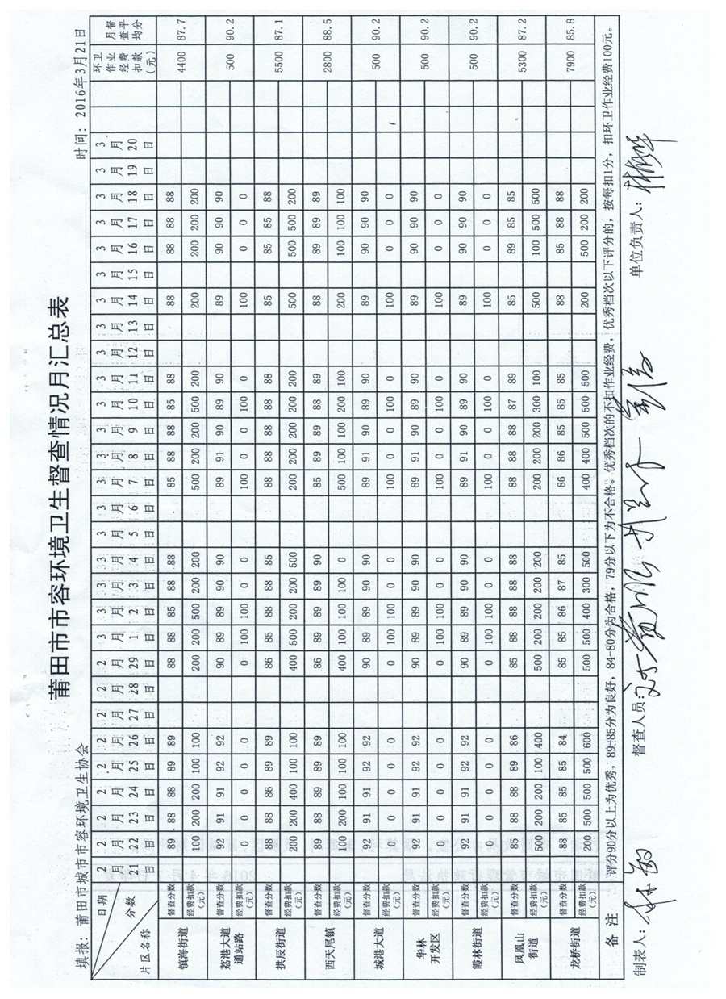 莆田市市容环境卫生督查情况月汇总表
填报：莆田市城市市容环境卫生协会 时间：2016年3月21日
日期 分数 片区名称 2月21日 2月22日 2月23日 2月24日 2月25日 2月26日 2月27日 2月28日 2月29日 3月1日 3月2日 3月3日 3月4日 3月5日 3月6日 3月7日 3月8日 3月9日 3月10日 3月11日 3月12日 3月13日 3月14日 3月15日 3月16日 3月17日 3月18日 3月19日 3月20日 环卫作业经费扣款（元） 月督查平均分
镇海街道 督查分数 89 88 88 89 89 88 88 85 88 88 85 88 88 85 88 88 88 88 88 87.7
经费扣款（元） 100 200 200 100 100 200 200 500 200 200 500 200 200 500 200 200 200 200 200 4400
荔港大道通站路 督查分数 92 91 91 92 92 90 89 89 90 90 89 91 90 89 90 89 90 90 90 90.2
经费扣款（元） 0 0 0 0 0 0 100 100 0 0 100 0 0 100 0 100 0 0 0 500
拱辰街道 督查分数 88 88 86 89 89 86 85 88 88 85 88 88 88 88 88 85 85 85 88 87.1
经费扣款（元） 200 200 400 100 100 400 500 200 200 500 200 200 200 200 200 500 500 500 200 5500
西天尾镇 督查分数 89 88 89 89 89 86 89 89 89 90 85 89 89 88 89 88 89 89 89 88.5
经费扣款（元） 100 200 100 100 100 400 100 100 100 0 500 100 100 200 100 200 100 100 100 2800
城港大道 督查分数 92 91 91 92 92 90 89 89 90 90 89 91 90 89 90 89 90 90 90 90.2
经费扣款（元） 0 0 0 0 0 0 100 100 0 0 100 0 0 100 0 100 0 0 0 500
华林开发区 督查分数 92 91 91 92 92 90 89 89 90 90 89 91 90 89 90 89 90 90 90 90.2
经费扣款（元） 0 0 0 0 0 0 100 100 0 0 100 0 0 100 0 100 0 0 0 500
霞林街道 督查分数 92 91 91 92 92 90 89 89 90 90 89 91 90 89 90 89 90 90 90 90.2
经费扣款（元） 0 0 0 0 0 0 100 100 0 0 100 0 0 100 0 100 0 0 0 500
凤凰山街道 督查分数 85 88 88 89 86 85 88 88 88 88 88 88 88 87 89 85 89 85 85 87.2
经费扣款（元） 500 200 200 100 400 500 200 200 200 200 200 200 200 300 100 500 100 500 500 5300
龙桥街道 督查分数 88 85 85 85 84 85 85 86 87 85 86 86 85 85 85 88 85 88 88 85.8
经费扣款（元） 200 500 500 500 600 500 500 400 300 500 400 400 500 500 500 200 500 200 200 7900
备 注 评分90分以上为优秀，89-85分为良好，84-80分为合格，79分以下为不合格。优秀档次的不扣作业经费，优秀档次以下评分的，按每扣1分，扣环卫作业经费100元。
制表人： 督查人员： 单位负责人：